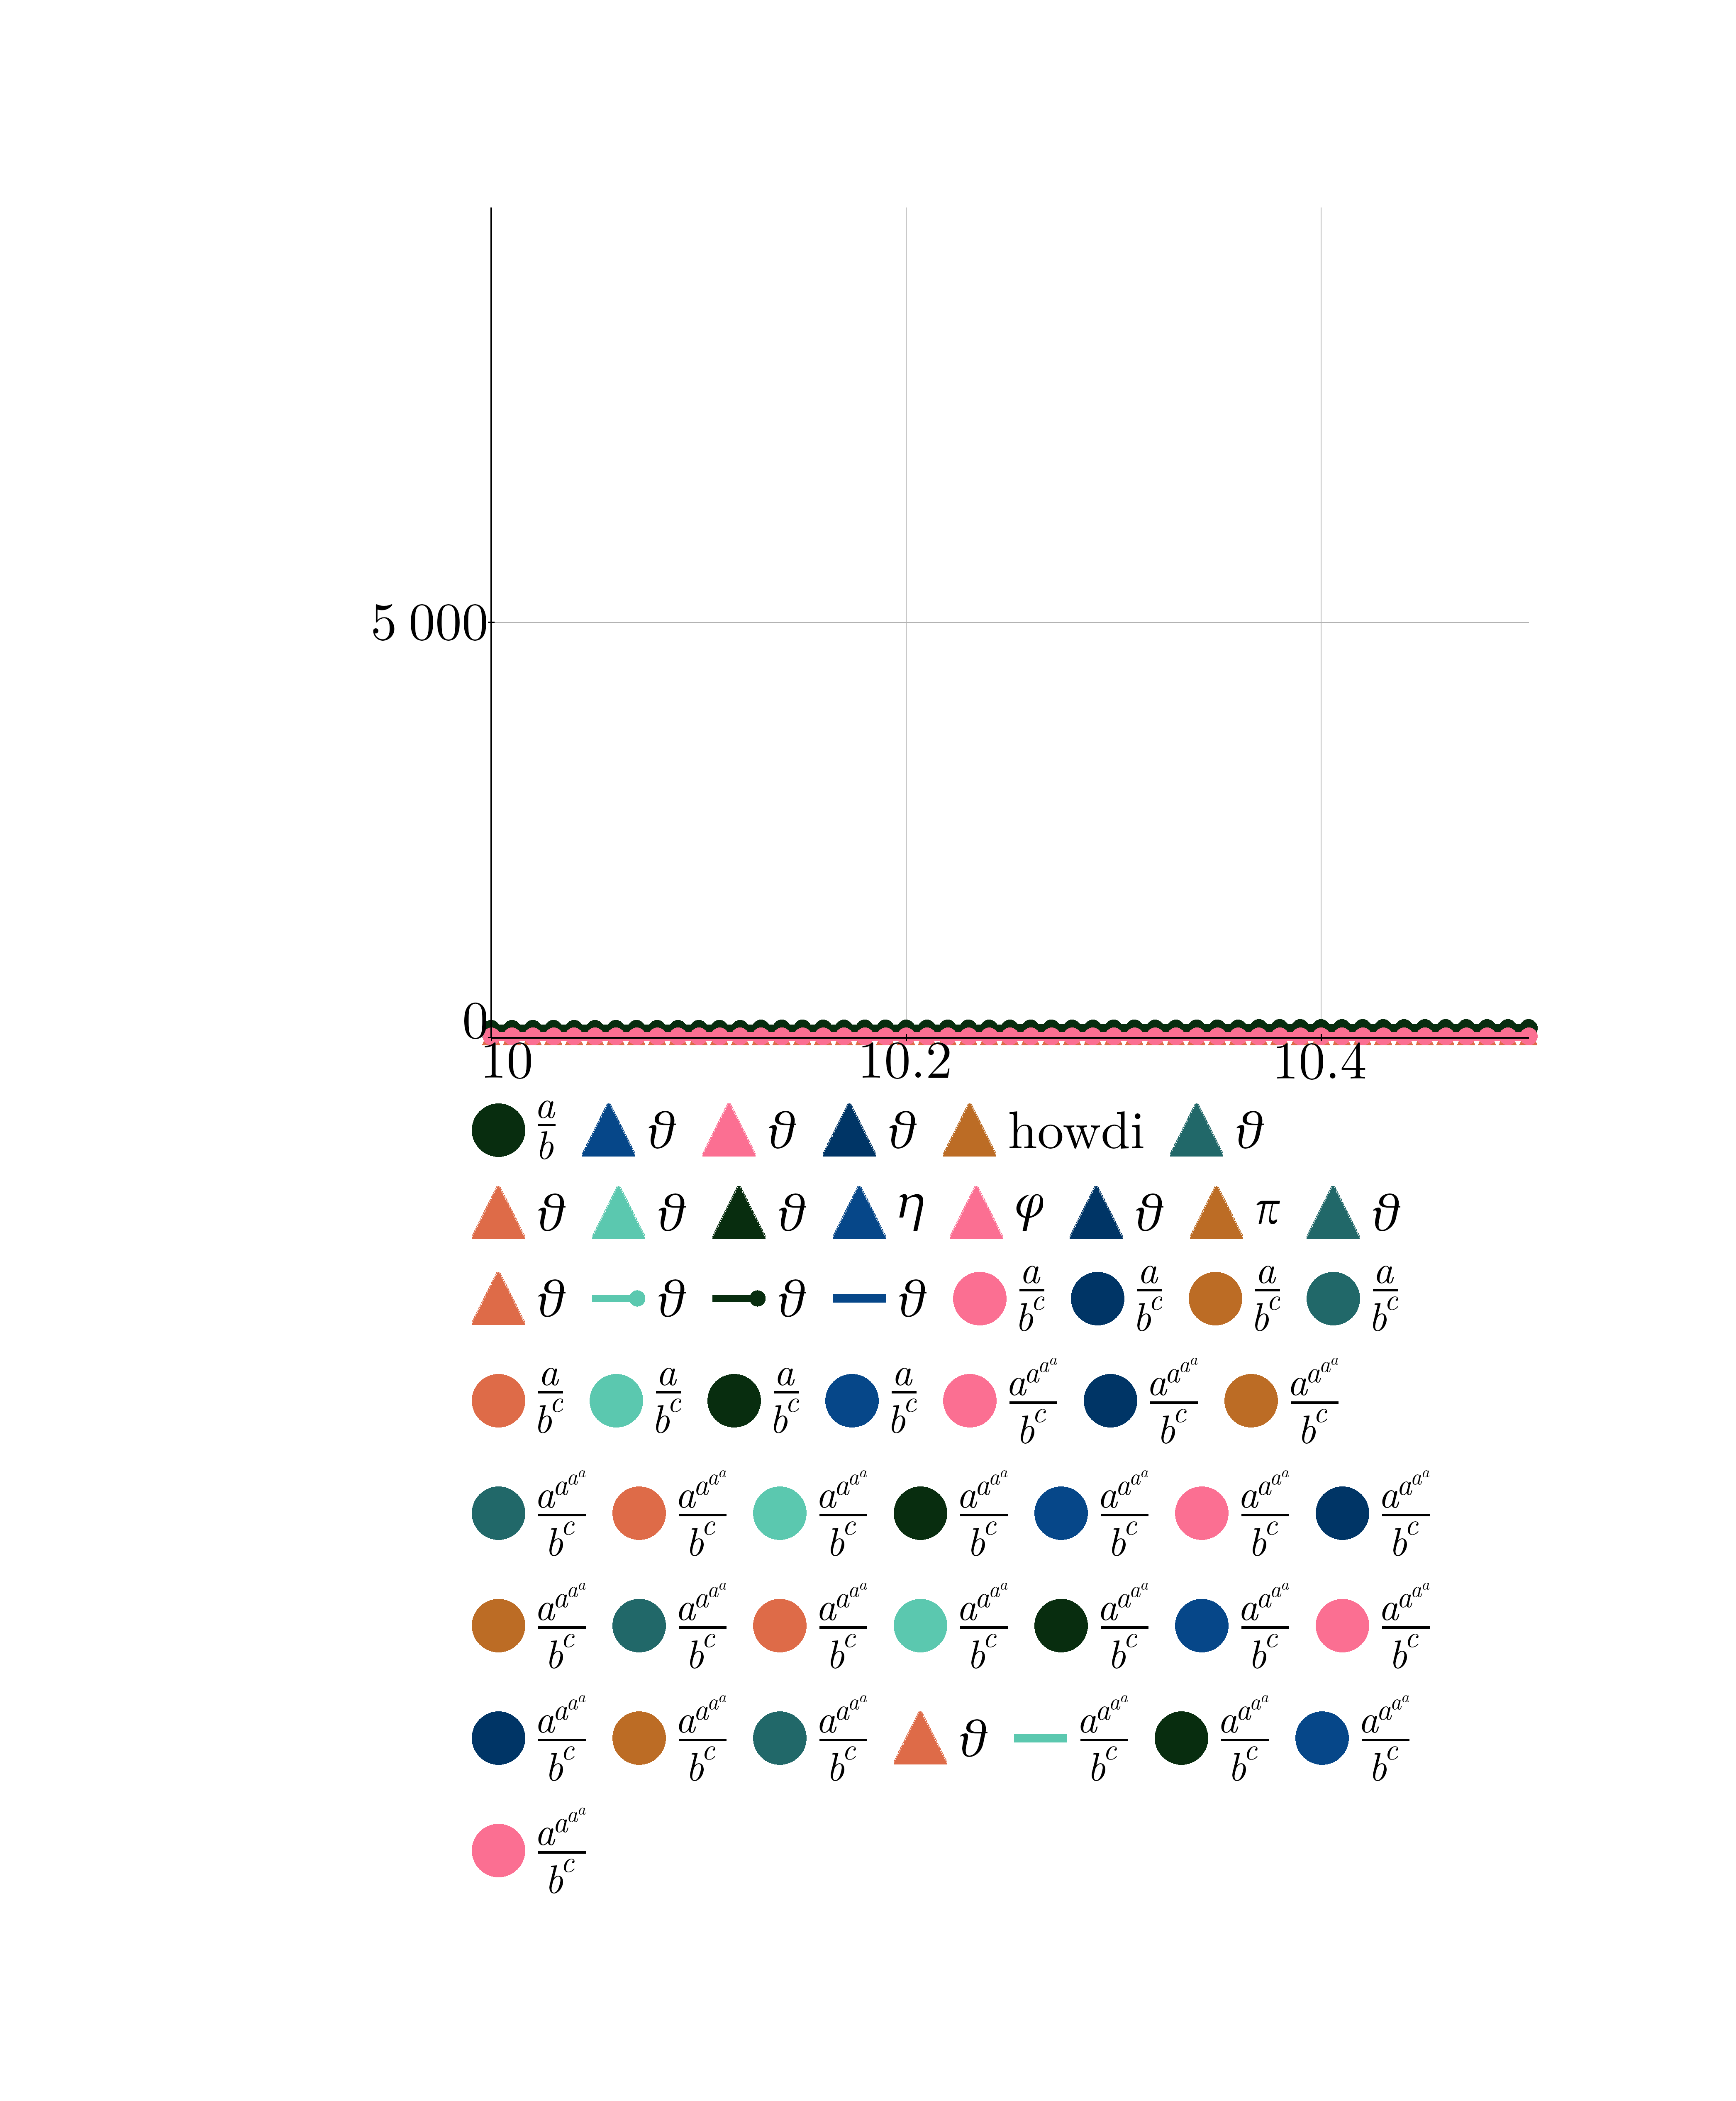 5 000
0
10 10.2 10.4
a/b ϑ ϑ ϑ howdi ϑ
ϑ ϑ ϑ η φ ϑ π ϑ
ϑ ϑ ϑ ϑ a/b^c a/b^c a/b^c a/b^c
a/b^c a/b^c a/b^c a/b^c a^{a^{a^a}}/b^c a^{a^{a^a}}/b^c a^{a^{a^a}}/b^c
a^{a^{a^a}}/b^c a^{a^{a^a}}/b^c a^{a^{a^a}}/b^c a^{a^{a^a}}/b^c a^{a^{a^a}}/b^c a^{a^{a^a}}/b^c a^{a^{a^a}}/b^c
a^{a^{a^a}}/b^c a^{a^{a^a}}/b^c a^{a^{a^a}}/b^c a^{a^{a^a}}/b^c a^{a^{a^a}}/b^c a^{a^{a^a}}/b^c a^{a^{a^a}}/b^c
a^{a^{a^a}}/b^c a^{a^{a^a}}/b^c a^{a^{a^a}}/b^c ϑ a^{a^{a^a}}/b^c a^{a^{a^a}}/b^c a^{a^{a^a}}/b^c
a^{a^{a^a}}/b^c